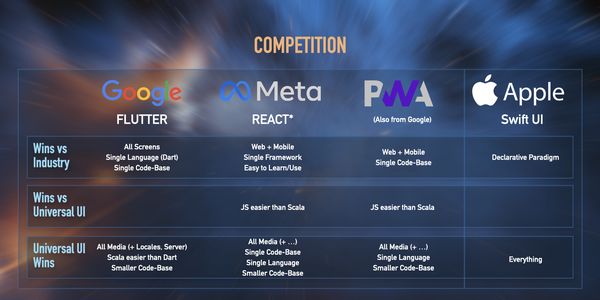 COMPETITION
Google
Meta
PWA
Apple
FLUTTER
REACT*
(Also from Google)
Swift UI
Wins vs
Industry
All Screens
Single Language (Dart)
Single Code-Base
Web + Mobile
Single Framework
Easy to Learn/Use
Web + Mobile
Single Code-Base
Declarative Paradigm
Wins vs
Universal UI
JS easier than Scala
JS easier than Scala
Universal UI
Wins
All Media (+ Locales, Server)
Scala easier than Dart
Smaller Code-Base
All Media (+ …)
Single Code-Base
Single Language
Smaller Code-Base
All Media (+ …)
Single Language
Smaller Code-Base
Everything